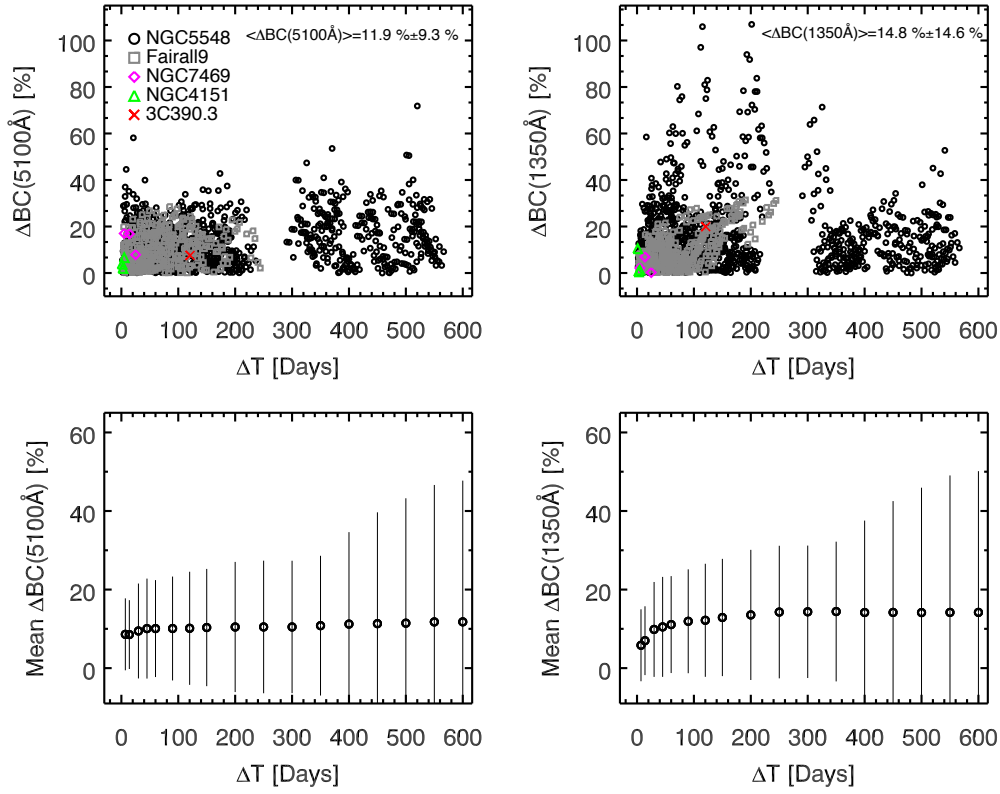 <ΔBC(5100Å)>=11.9 %±9.3 %
NGC5548
Fairall9
NGC7469
NGC4151
3C390.3
ΔBC(5100Å) [%]
100
80
60
40
20
0
0 100 200 300 400 500 600
ΔT [Days]
<ΔBC(1350Å)>=14.8 %±14.6 %
ΔBC(1350Å) [%]
100
80
60
40
20
0
0 100 200 300 400 500 600
ΔT [Days]
Mean ΔBC(5100Å) [%]
60
40
20
0
0 100 200 300 400 500 600
ΔT [Days]
Mean ΔBC(1350Å) [%]
60
40
20
0
0 100 200 300 400 500 600
ΔT [Days]